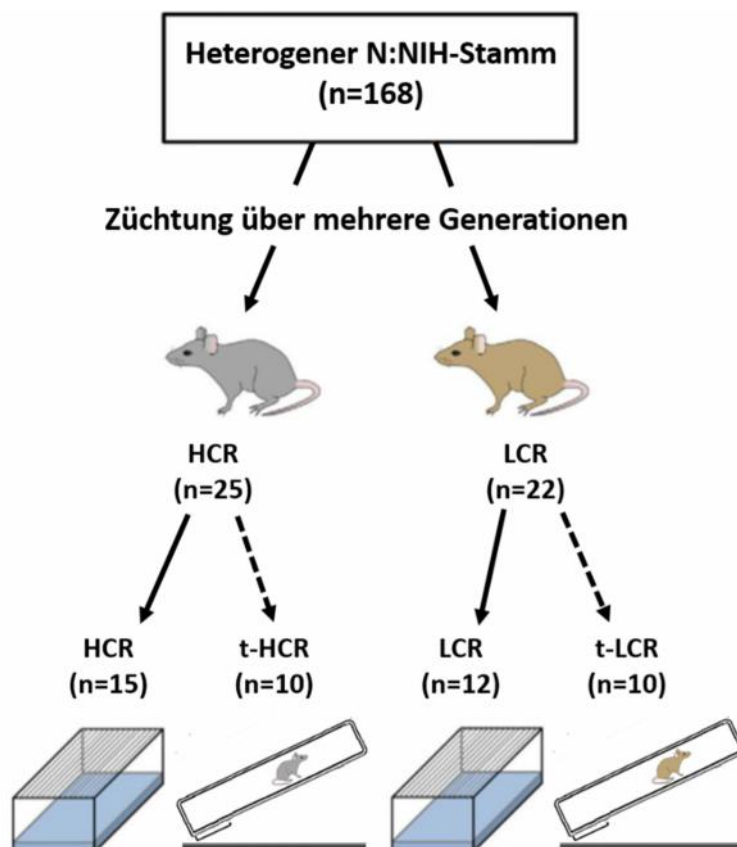 Heterogener N:NIH-Stamm
(n=168)
Züchtung über mehrere Generationen
HCR
(n=25)
LCR
(n=22)
HCR
(n=15)
t-HCR
(n=10)
LCR
(n=12)
t-LCR
(n=10)